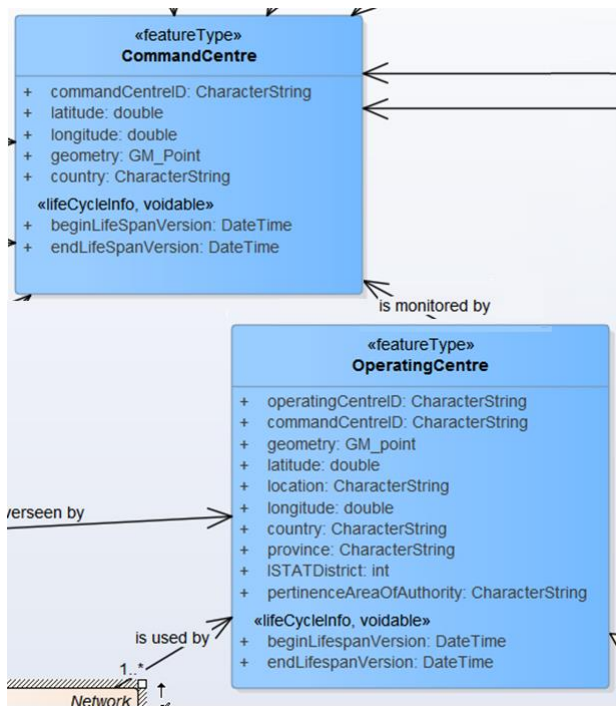 «featureType»
CommandCentre
+ commandCentreID: CharacterString
+ latitude: double
+ longitude: double
+ geometry: GM_Point
+ country: CharacterString
«lifeCycleInfo, voidable»
+ beginLifeSpanVersion: DateTime
+ endLifeSpanVersion: DateTime
is monitored by
«featureType»
OperatingCentre
+ operatingCentreID: CharacterString
+ commandCentreID: CharacterString
+ geometry: GM_point
+ latitude: double
+ location: CharacterString
+ longitude: double
+ country: CharacterString
+ province: CharacterString
+ ISTATDistrict: int
+ pertinenceAreaOfAuthority: CharacterString
«lifeCycleInfo, voidable»
+ beginLifespanVersion: DateTime
+ endLifespanVersion: DateTime
verseen by
is used by
1..*
Network